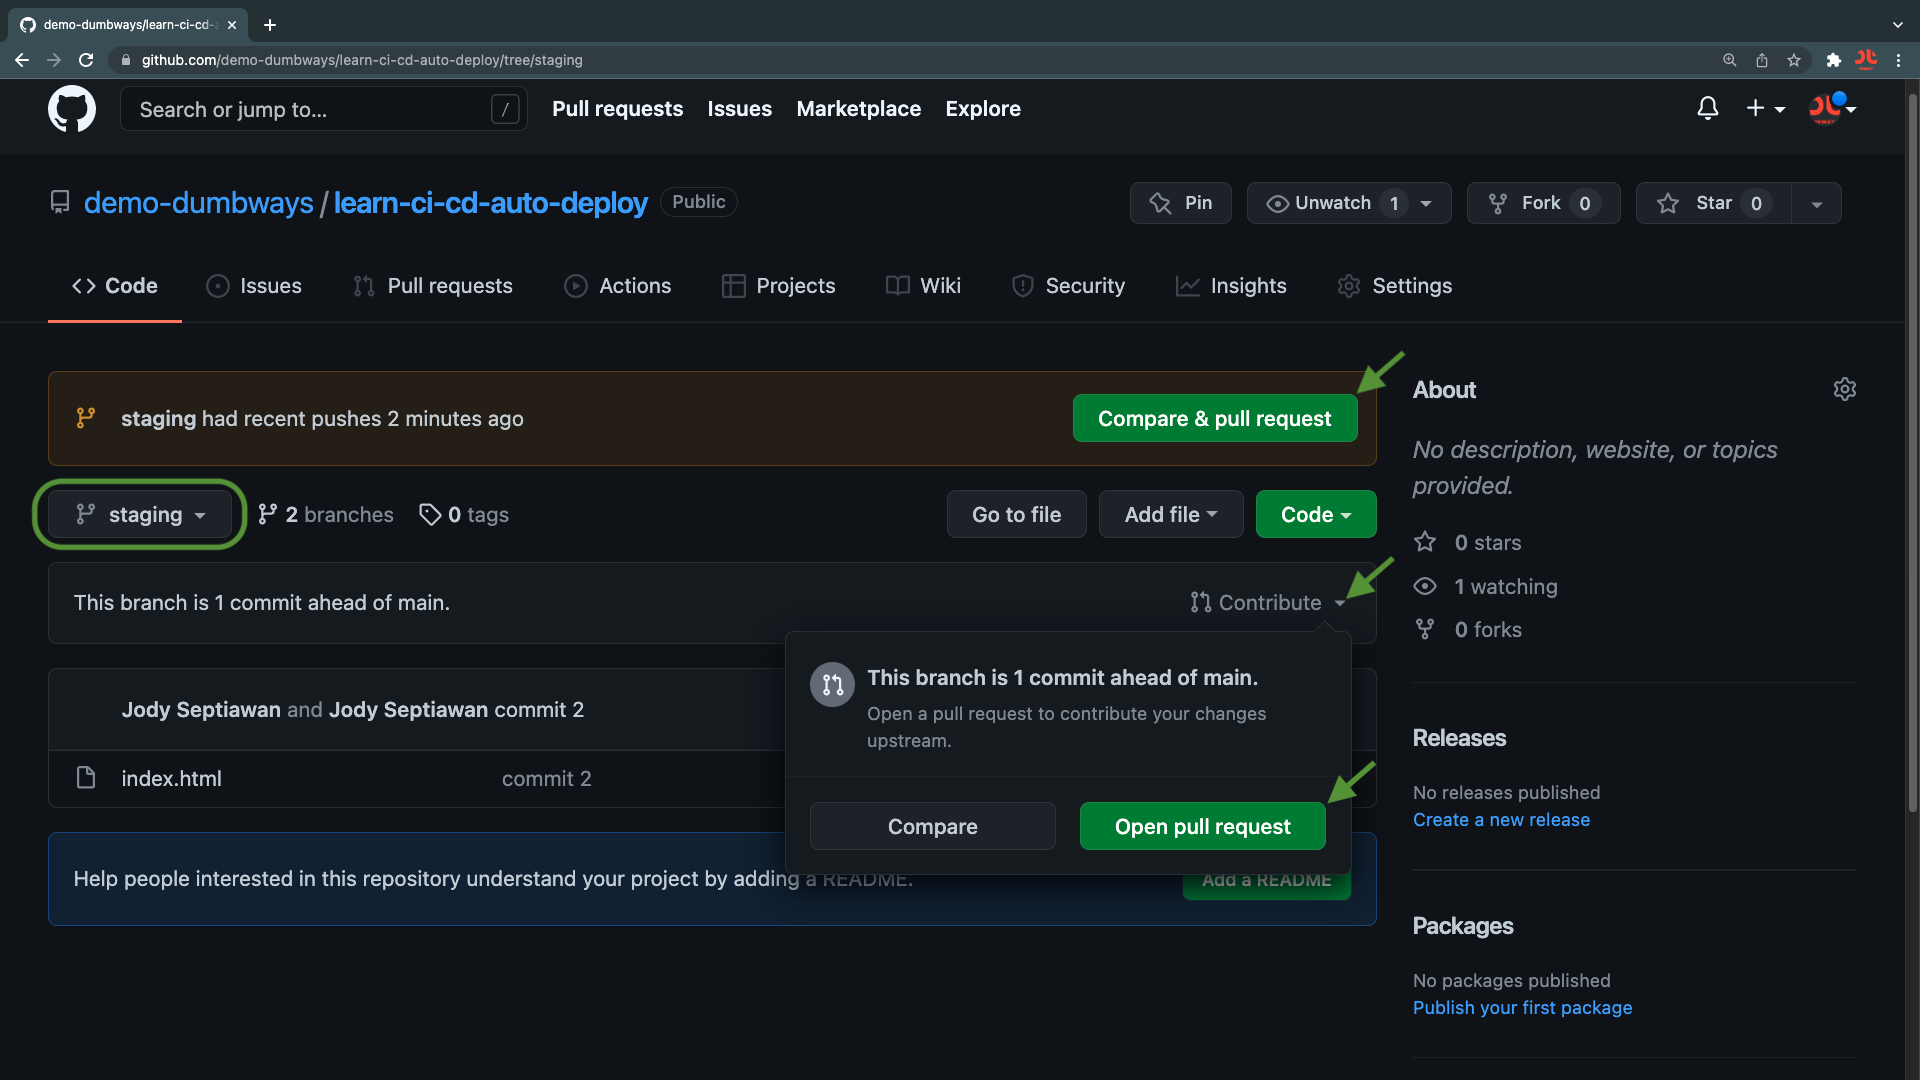 demo-dumbways/learn-ci-cd-a
github.com/demo-dumbways/learn-ci-cd-auto-deploy/tree/staging
Search or jump to... /
Pull requests Issues Marketplace Explore
demo-dumbways / learn-ci-cd-auto-deploy Public
Pin Unwatch 1 Fork 0 Star 0
Code Issues Pull requests Actions Projects Wiki Security Insights Settings
staging had recent pushes 2 minutes ago
Compare & pull request
staging 2 branches 0 tags
Go to file Add file Code
This branch is 1 commit ahead of main.
Contribute
This branch is 1 commit ahead of main.
Open a pull request to contribute your changes
upstream.
Compare Open pull request
Jody Septiawan and Jody Septiawan commit 2
index.html commit 2
Help people interested in this repository understand your project by adding a README.
Add a README
About
No description, website, or topics
provided.
0 stars
1 watching
0 forks
Releases
No releases published
Create a new release
Packages
No packages published
Publish your first package